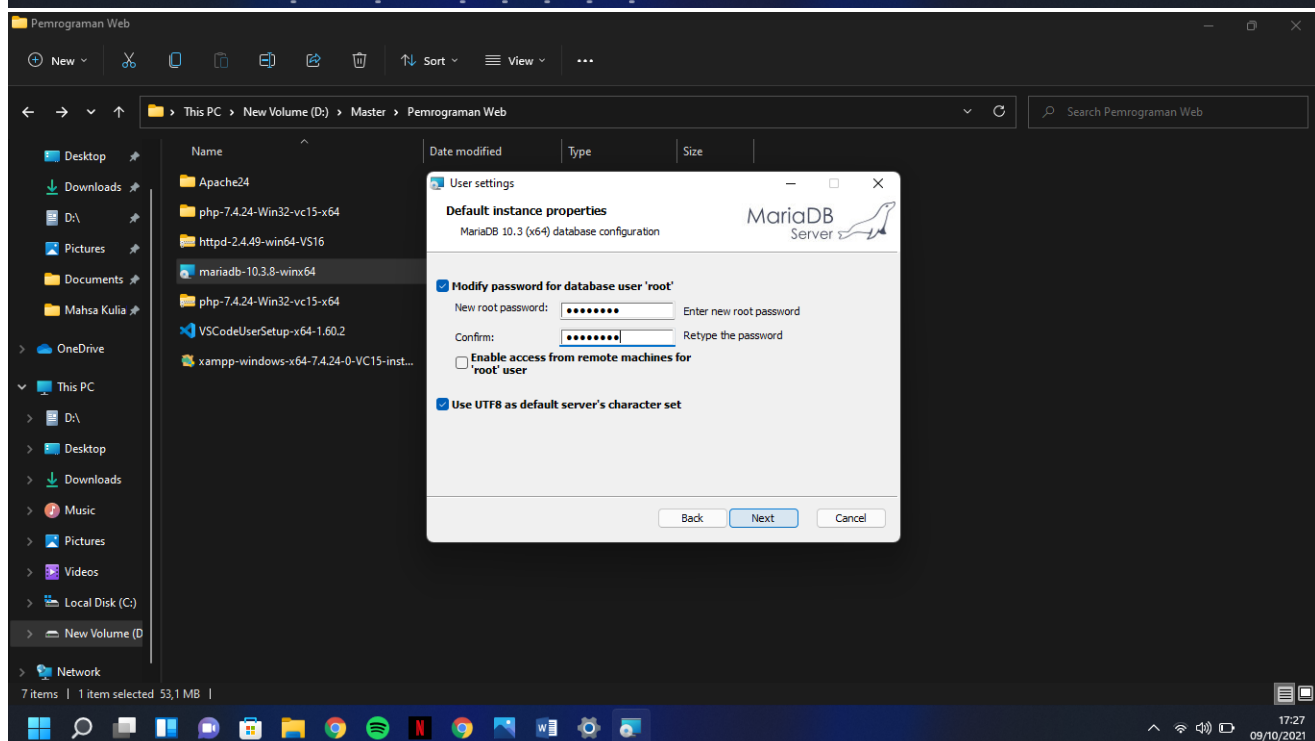 Pemrograman Web
New
Sort
View
This PC > New Volume (D:) > Master > Pemrograman Web
Search Pemrograman Web
Desktop
Downloads
D:\
Pictures
Documents
Mahsa Kulia
OneDrive
This PC
D:\
Desktop
Downloads
Music
Pictures
Videos
Local Disk (C:)
New Volume (D
Network
Name
Date modified
Type
Size
Apache24
php-7.4.24-Win32-vc15-x64
httpd-2.4.49-win64-VS16
mariadb-10.3.8-winx64
php-7.4.24-Win32-vc15-x64
VSCodeUserSetup-x64-1.60.2
xampp-windows-x64-7.4.24-0-VC15-inst...
User settings
Default instance properties
MariaDB 10.3 (x64) database configuration
MariaDB
Server
Modify password for database user 'root'
New root password: •••••••• Enter new root password
Confirm: •••••••• Retype the password
Enable access from remote machines for
'root' user
Use UTF8 as default server's character set
Back
Next
Cancel
7 items | 1 item selected 53,1 MB |
17:27
09/10/2021